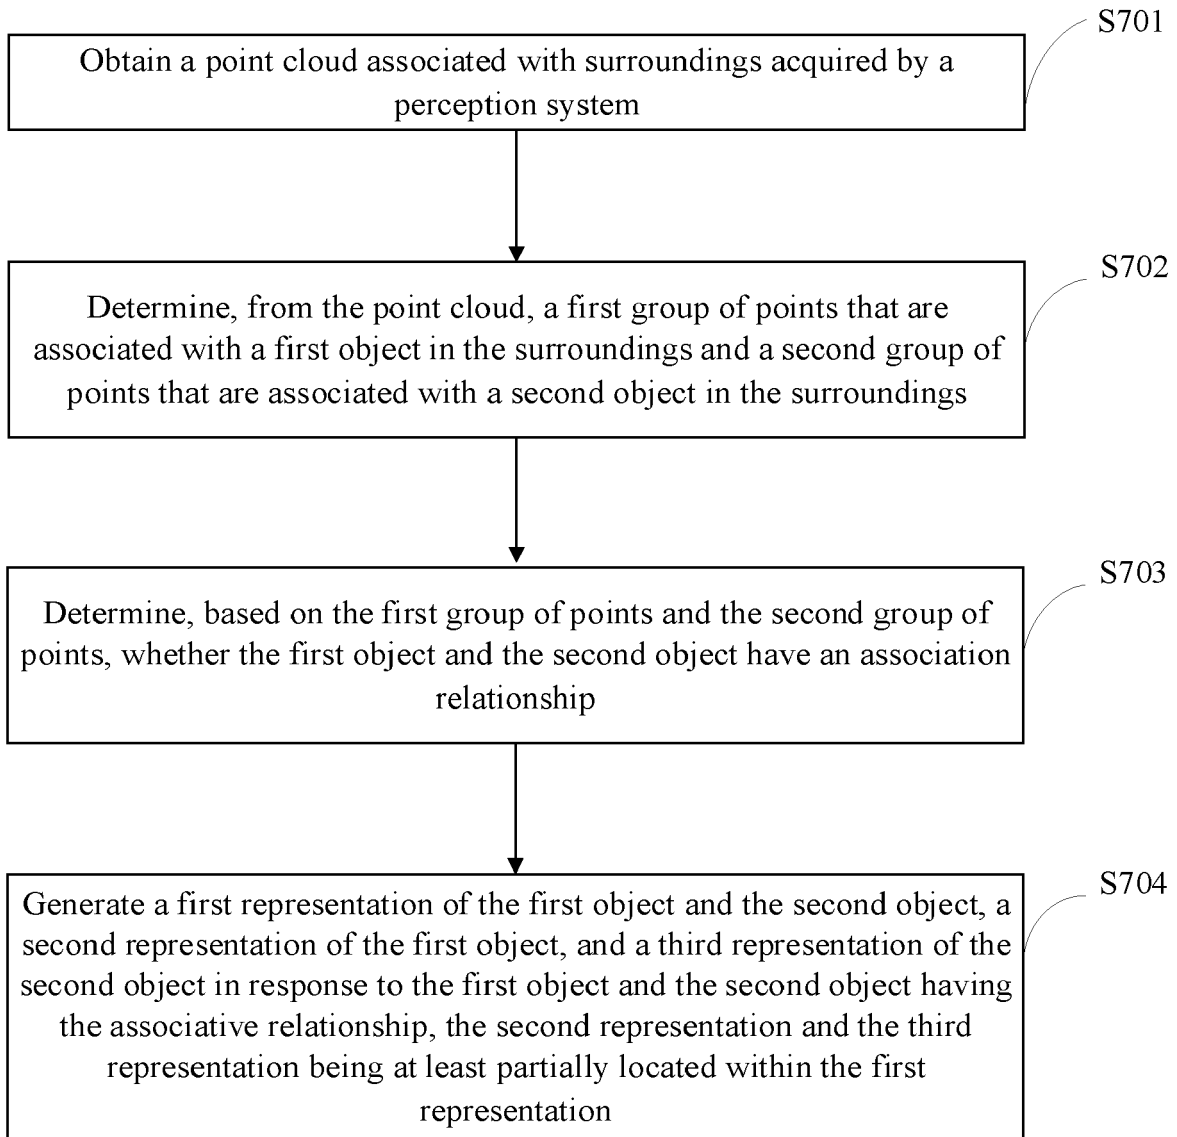 S701
Obtain a point cloud associated with surroundings acquired by a
perception system
S702
Determine, from the point cloud, a first group of points that are
associated with a first object in the surroundings and a second group of
points that are associated with a second object in the surroundings
S703
Determine, based on the first group of points and the second group of
points, whether the first object and the second object have an association
relationship
S704
Generate a first representation of the first object and the second object, a
second representation of the first object, and a third representation of the
second object in response to the first object and the second object having
the associative relationship, the second representation and the third
representation being at least partially located within the first
representation